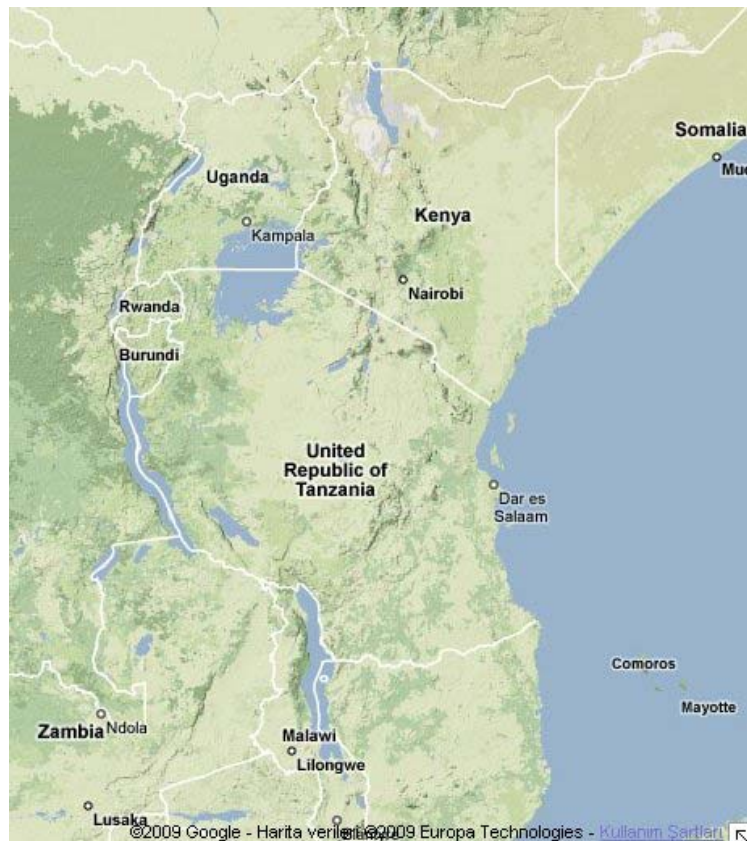 Somalia
Uganda
Kampala
Kenya
Nairobi
Rwanda
Burundi
United
Republic of
Tanzania
Dar es
Salaam
Comoros
Mayotte
Zambia
Ndola
Malawi
Lilongwe
Lusaka
©2009 Google - Harita verileri ©2009 Europa Technologies - Kullanım Şartları